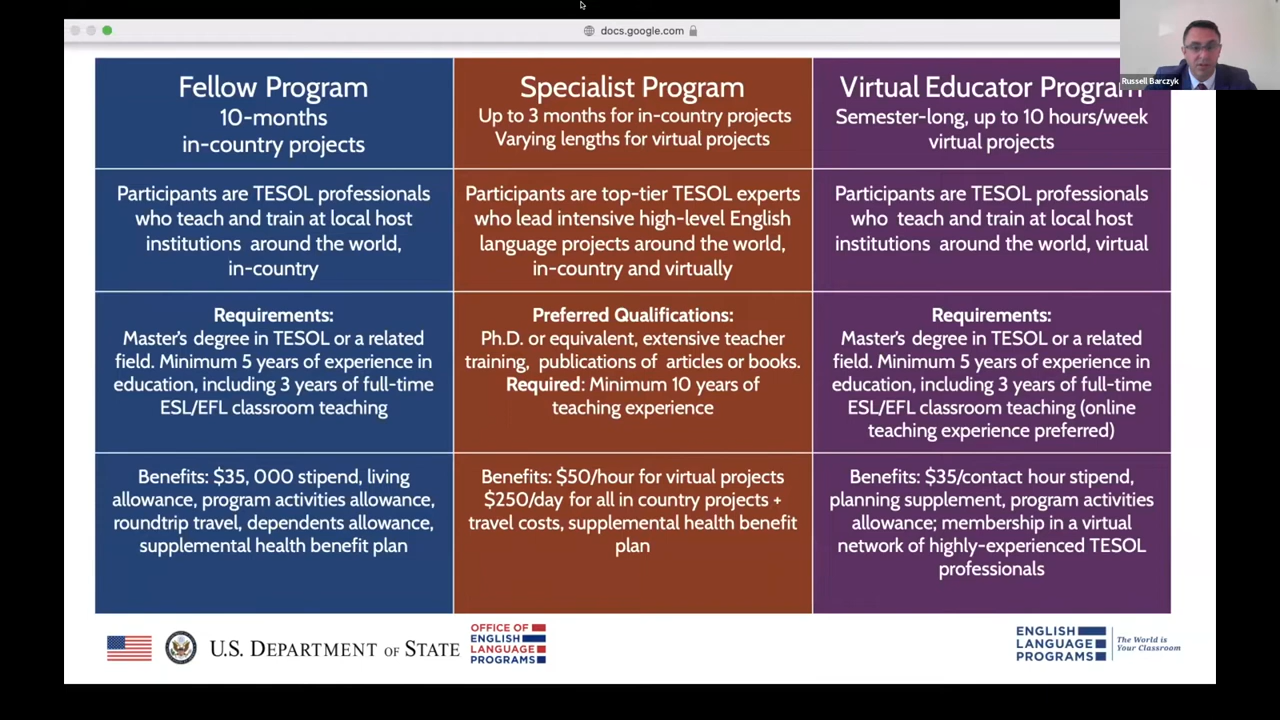 docs.google.com
Russell Barczyk
Fellow Program
10-months
in-country projects
Specialist Program
Up to 3 months for in-country projects
Varying lengths for virtual projects
Virtual Educator Program
Semester-long, up to 10 hours/week
virtual projects
Participants are TESOL professionals
who teach and train at local host
institutions around the world,
in-country
Participants are top-tier TESOL experts
who lead intensive high-level English
language projects around the world,
in-country and virtually
Participants are TESOL professionals
who teach and train at local host
institutions around the world, virtual
Requirements:
Master's degree in TESOL or a related
field. Minimum 5 years of experience in
education, including 3 years of full-time
ESL/EFL classroom teaching
Preferred Qualifications:
Ph.D. or equivalent, extensive teacher
training, publications of articles or books.
Required: Minimum 10 years of
teaching experience
Requirements:
Master's degree in TESOL or a related
field. Minimum 5 years of experience in
education, including 3 years of full-time
ESL/EFL classroom teaching (online
teaching experience preferred)
Benefits: $35, 000 stipend, living
allowance, program activities allowance,
roundtrip travel, dependents allowance,
supplemental health benefit plan
Benefits: $50/hour for virtual projects
$250/day for all in country projects +
travel costs, supplemental health benefit
plan
Benefits: $35/contact hour stipend,
planning supplement, program activities
allowance; membership in a virtual
network of highly-experienced TESOL
professionals
U.S. DEPARTMENT OF STATE
OFFICE OF
ENGLISH
LANGUAGE
PROGRAMS
ENGLISH
LANGUAGE
PROGRAMS
The World is
Your Classroom